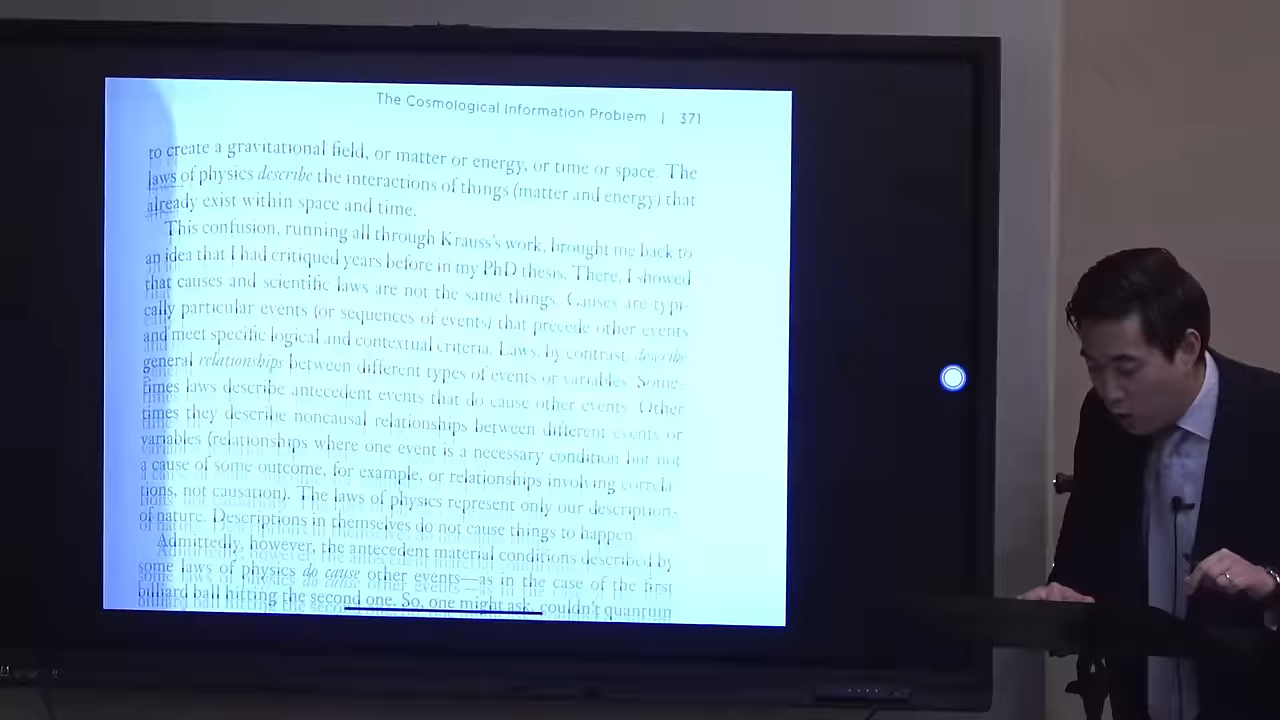 The Cosmological Information Problem | 371
to create a gravitational field, or matter or energy, or time or space. The
laws of physics describe the interactions of things (matter and energy) that
already exist within space and time.
This confusion, running all through Krauss's work, brought me back to
an idea that I had critiqued years before in my PhD thesis. There, I showed
that causes and scientific laws are not the same things. Causes are typi-
cally particular events (or sequences of events) that precede other events
and meet specific logical and contextual criteria. Laws, by contrast, describe
general relationships between different types of events or variables. Some-
times laws describe antecedent events that do cause other events. Other
times they describe noncausal relationships between different events or
variables (relationships where one event is a necessary condition but not
a cause of some outcome, for example, or relationships involving correla
tions, not causation). The laws of physics represent only our description-
of nature. Descriptions in themselves do not cause things to happen.
Admittedly, however, the antecedent material conditions described by
some laws of physics do cause other events—as in the case of the first
billiard ball hitting the second one. So, one might ask, couldn't quantum